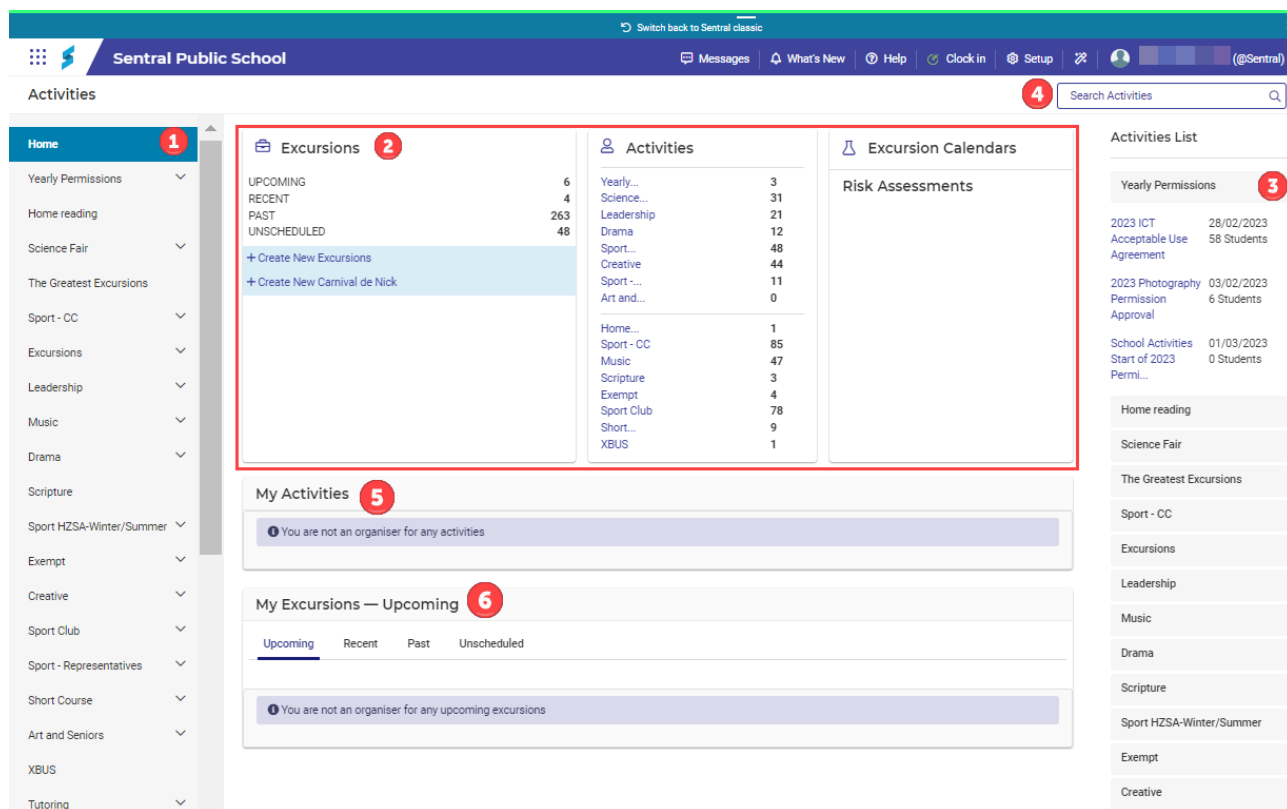 Switch back to Sentral classic
Sentral Public School
Messages
What's New
Help
Clock in
Setup
(@Sentral)
Activities
4
Search Activities
Home
1
Yearly Permissions
Home reading
Science Fair
The Greatest Excursions
Sport - CC
Excursions
Leadership
Music
Drama
Scripture
Sport HZSA-Winter/Summer
Exempt
Creative
Sport Club
Sport - Representatives
Short Course
Art and Seniors
XBUS
Tutoring
Excursions
2
UPCOMING 6
RECENT 4
PAST 263
UNSCHEDULED 48
+ Create New Excursions
+ Create New Carnival de Nick
Activities
Yearly... 3
Science... 31
Leadership 21
Drama 12
Sport... 48
Creative 44
Sport -... 11
Art and... 0
Home... 1
Sport - CC 85
Music 47
Scripture 3
Exempt 4
Sport Club 78
Short... 9
XBUS 1
Excursion Calendars
Risk Assessments
My Activities
5
You are not an organiser for any activities
My Excursions — Upcoming
6
Upcoming Recent Past Unscheduled
You are not an organiser for any upcoming excursions
Activities List
Yearly Permissions
3
2023 ICT 28/02/2023
Acceptable Use 58 Students
Agreement
2023 Photography 03/02/2023
Permission 6 Students
Approval
School Activities 01/03/2023
Start of 2023 0 Students
Permi...
Home reading
Science Fair
The Greatest Excursions
Sport - CC
Excursions
Leadership
Music
Drama
Scripture
Sport HZSA-Winter/Summer
Exempt
Creative